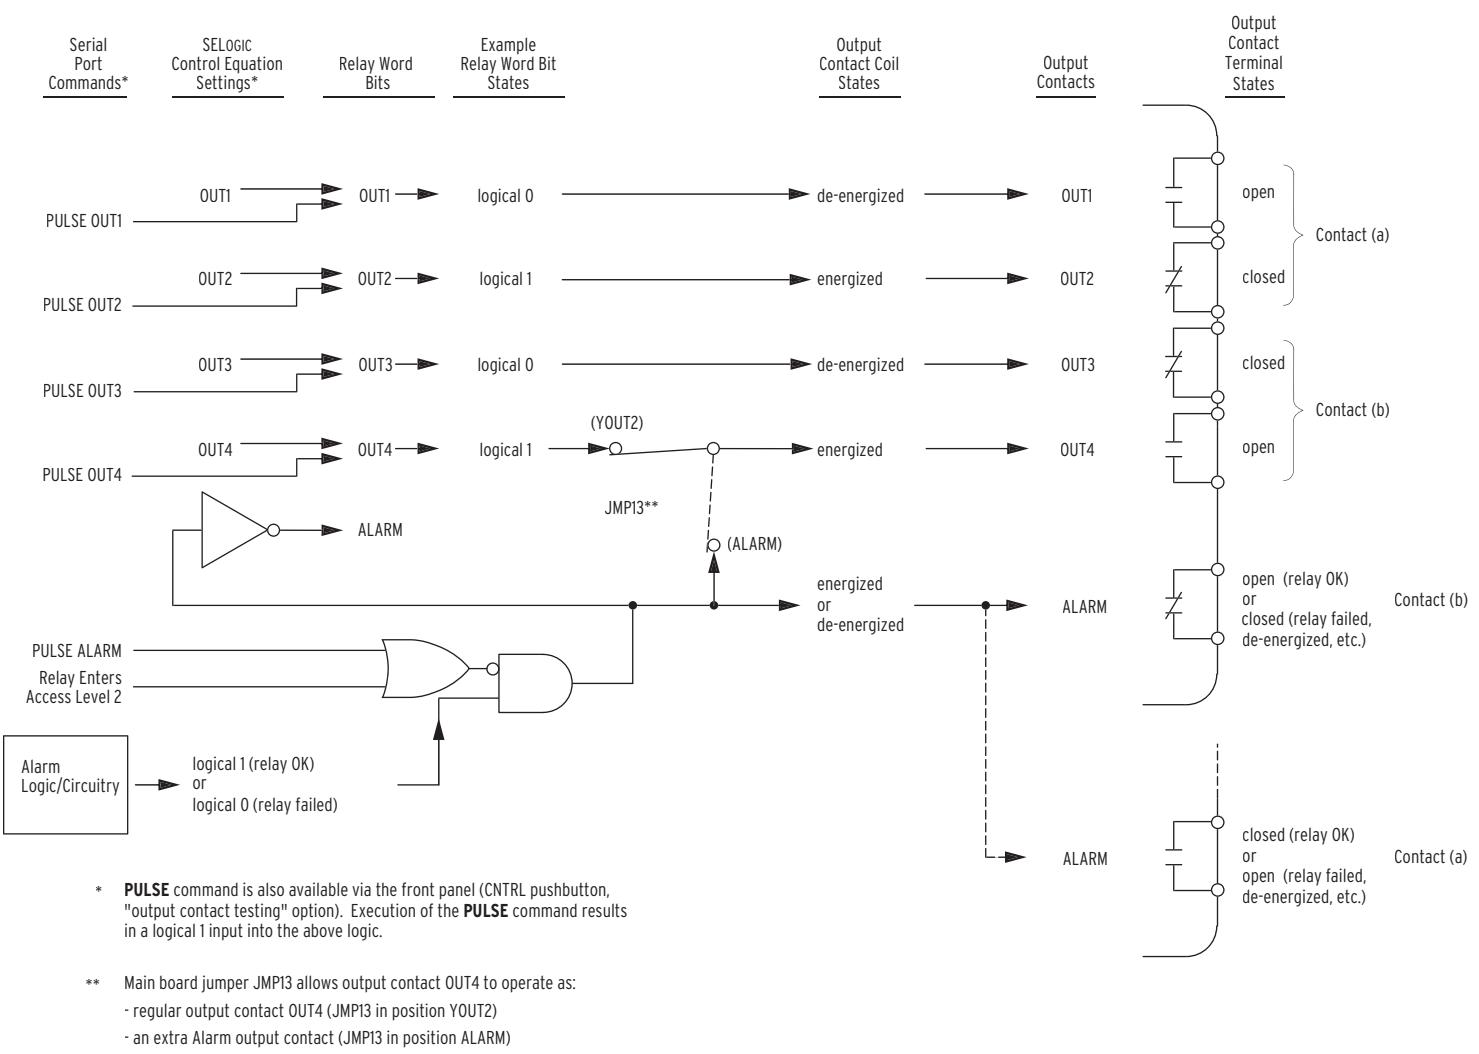 Serial
Port
Commands*
SELOGIC
Control Equation
Settings*
Relay Word
Bits
Example
Relay Word Bit
States
Output
Contact Coil
States
Output
Contacts
Output
Contact
Terminal
States
OUT1
PULSE OUT1
OUT1
logical 0
de-energized
OUT1
open
Contact (a)
OUT2
PULSE OUT2
OUT2
logical 1
energized
OUT2
closed
OUT3
PULSE OUT3
OUT3
logical 0
de-energized
OUT3
closed
Contact (b)
OUT4
PULSE OUT4
OUT4
logical 1
(YOUT2)
energized
OUT4
open
JMP13**
(ALARM)
ALARM
energized
or
de-energized
ALARM
open (relay OK)
or
closed (relay failed,
de-energized, etc.)
Contact (b)
PULSE ALARM
Relay Enters
Access Level 2
Alarm
Logic/Circuitry
logical 1 (relay OK)
or
logical 0 (relay failed)
ALARM
closed (relay OK)
or
open (relay failed,
de-energized, etc.)
Contact (a)
* PULSE command is also available via the front panel (CNTRL pushbutton,
"output contact testing" option). Execution of the PULSE command results
in a logical 1 input into the above logic.
** Main board jumper JMP13 allows output contact OUT4 to operate as:
- regular output contact OUT4 (JMP13 in position YOUT2)
- an extra Alarm output contact (JMP13 in position ALARM)